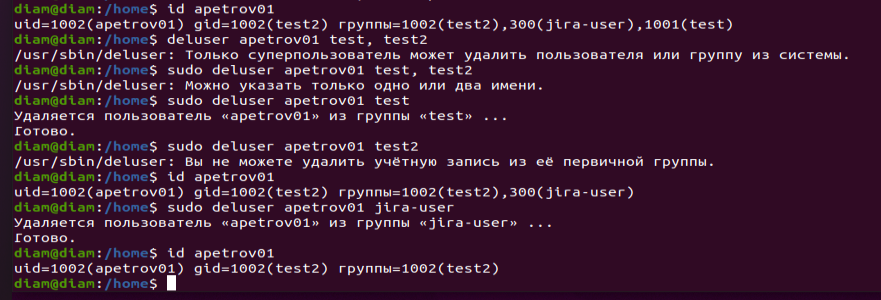 diam@diam:/home$ id apetrov01
uid=1002(apetrov01) gid=1002(test2) группы=1002(test2),300(jira-user),1001(test)
diam@diam:/home$ deluser apetrov01 test, test2
/usr/sbin/deluser: Только суперпользователь может удалить пользователя или группу из системы.
diam@diam:/home$ sudo deluser apetrov01 test, test2
/usr/sbin/deluser: Можно указать только одно или два имени.
diam@diam:/home$ sudo deluser apetrov01 test
Удаляется пользователь «apetrov01» из группы «test» ...
Готово.
diam@diam:/home$ sudo deluser apetrov01 test2
/usr/sbin/deluser: Вы не можете удалить учётную запись из её первичной группы.
diam@diam:/home$ id apetrov01
uid=1002(apetrov01) gid=1002(test2) группы=1002(test2),300(jira-user)
diam@diam:/home$ sudo deluser apetrov01 jira-user
Удаляется пользователь «apetrov01» из группы «jira-user» ...
Готово.
diam@diam:/home$ id apetrov01
uid=1002(apetrov01) gid=1002(test2) группы=1002(test2)
diam@diam:/home$